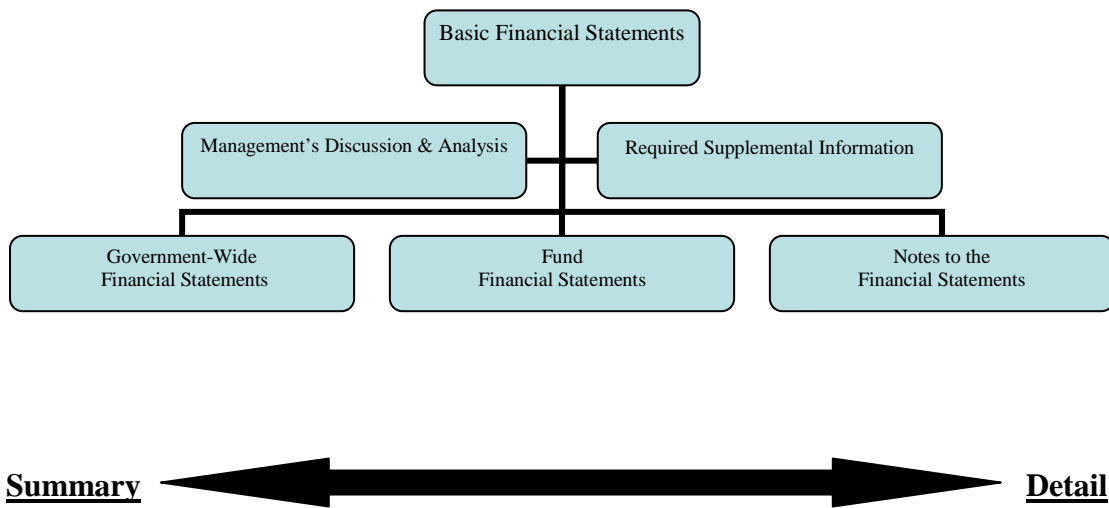 Basic Financial Statements
Management’s Discussion & Analysis
Required Supplemental Information
Government-Wide
Financial Statements
Fund
Financial Statements
Notes to the
Financial Statements
Summary
Detail